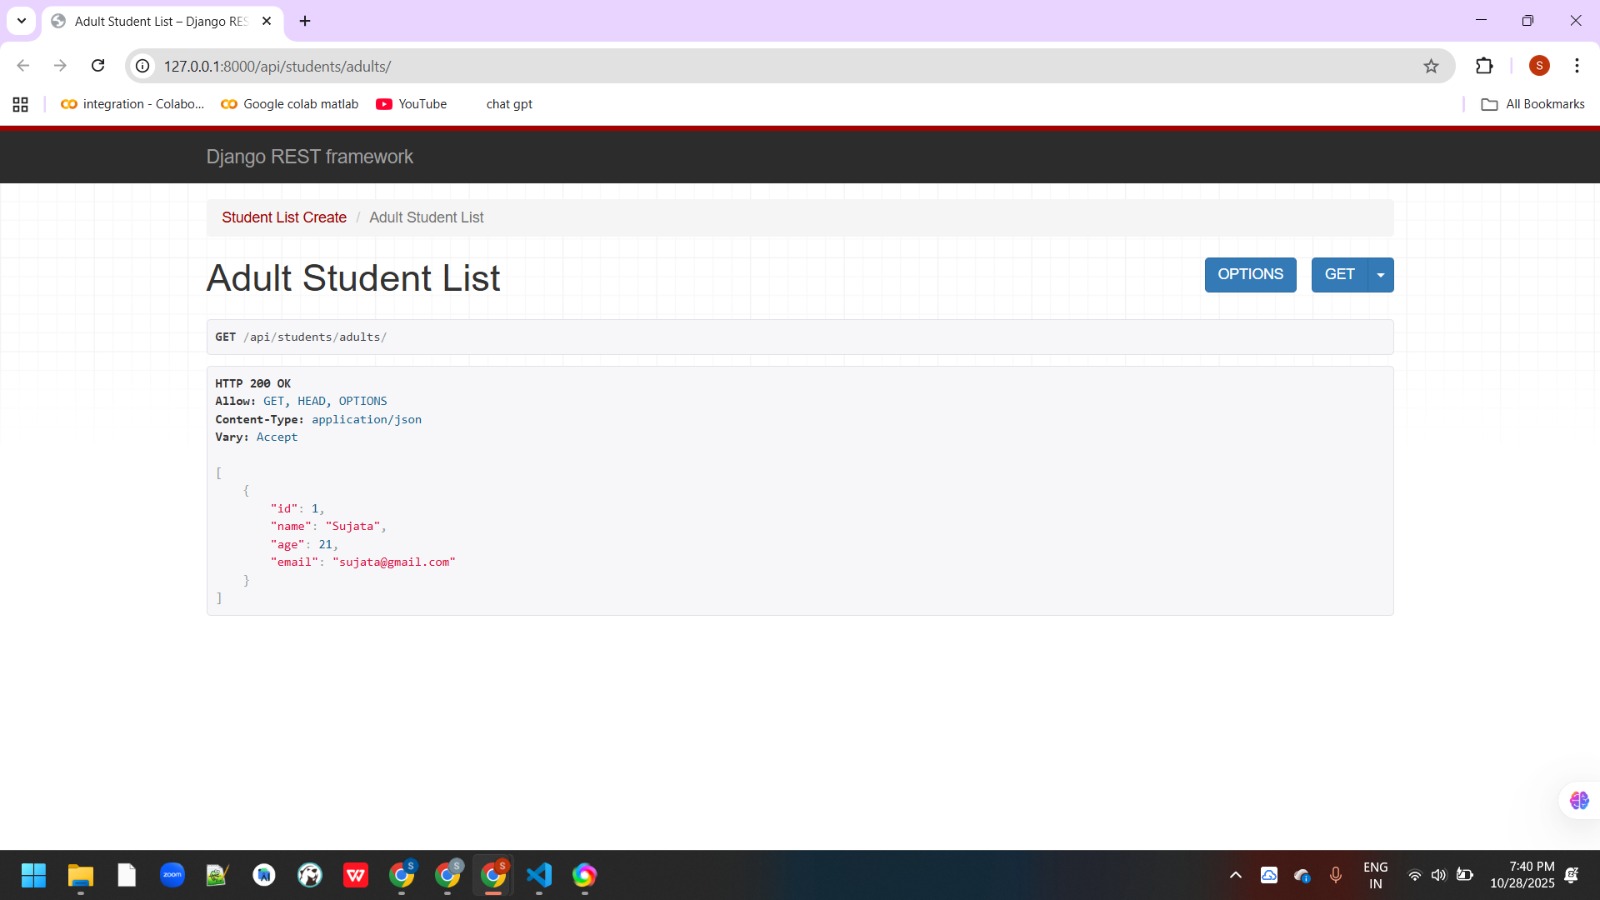 Adult Student List – Django RES
127.0.0.1:8000/api/students/adults/
S
integration - Colabo...
Google colab matlab
YouTube
chat gpt
All Bookmarks
Django REST framework
Student List Create / Adult Student List
Adult Student List
OPTIONS
GET
GET /api/students/adults/
HTTP 200 OK
Allow: GET, HEAD, OPTIONS
Content-Type: application/json
Vary: Accept
[
{
"id": 1,
"name": "Sujata",
"age": 21,
"email": "sujata@gmail.com"
}
]
zoom
W
S
S
S
ENG
IN
7:40 PM
10/28/2025